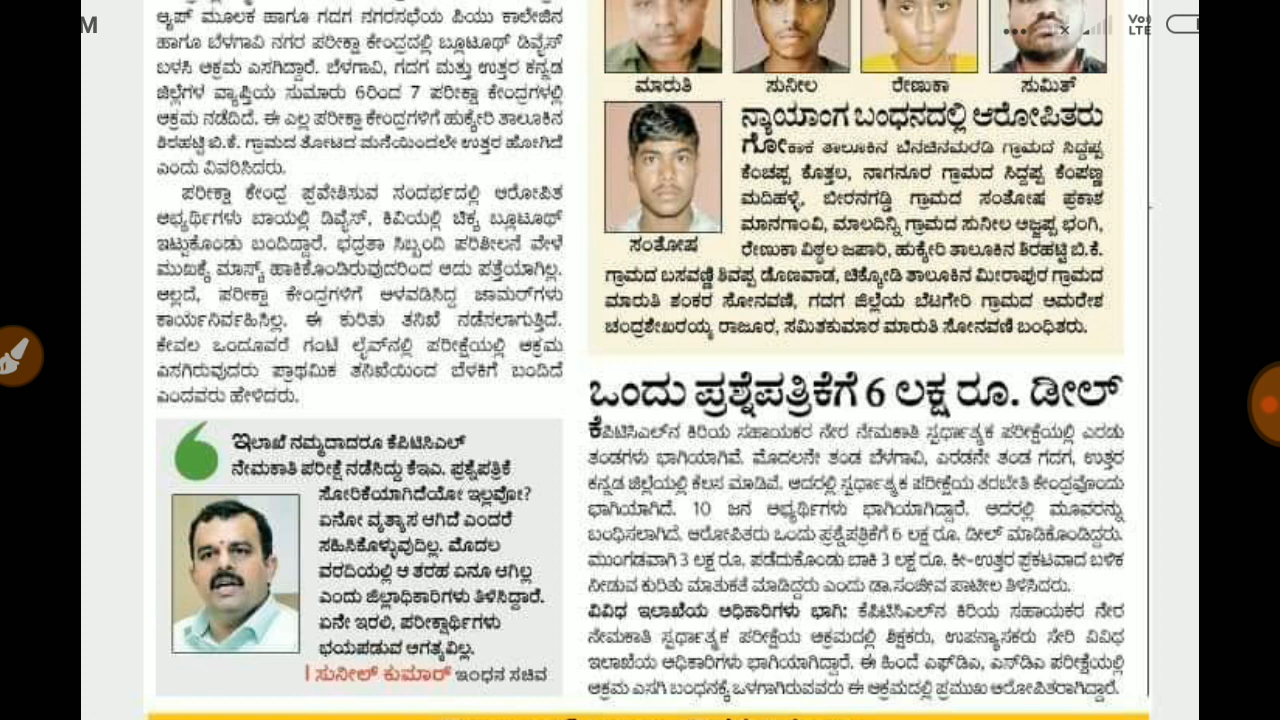 M
Vo)
LTE
ಆ್ಯಪ್ ಮೂಲಕ ಹಾಗೂ ಗದಗ ನಗರಸಭೆಯ ಪಿಯು ಕಾಲೇಜಿನ
ಹಾಗೂ ಬೆಳಗಾವಿ ನಗರ ಪರೀಕ್ಷಾ ಕೇಂದ್ರದಲ್ಲಿ ಬ್ಲೂಟೂಥ್ ಡಿವೈಸ್
ಬಳಸಿ ಅಕ್ರಮ ಎಸಗಿದ್ದಾರೆ. ಬೆಳಗಾವಿ, ಗದಗ ಮತ್ತು ಉತ್ತರ ಕನ್ನಡ
ಜಿಲ್ಲೆಗಳ ವ್ಯಾಪ್ತಿಯ ಸುಮಾರು 6ರಿಂದ 7 ಪರೀಕ್ಷಾ ಕೇಂದ್ರಗಳಲ್ಲಿ
ಅಕ್ರಮ ನಡೆದಿದೆ. ಈ ಎಲ್ಲ ಪರೀಕ್ಷಾ ಕೇಂದ್ರಗಳಿಗೆ ಹುಕ್ಕೇರಿ ತಾಲೂಕಿನ
ಶಿರಹಟ್ಟಿ ಬಿ.ಕೆ. ಗ್ರಾಮದ ತೋಟದ ಮನೆಯಿಂದಲೇ ಉತ್ತರ ಹೋಗಿದೆ
ಎಂದು ವಿವರಿಸಿದರು.
ಪರೀಕ್ಷಾ ಕೇಂದ್ರ ಪ್ರವೇಶಿಸುವ ಸಂದರ್ಭದಲ್ಲಿ ಆರೋಪಿತ
ಅಭ್ಯರ್ಥಿಗಳು ಬಾಯಲ್ಲಿ ಡಿವೈಸ್, ಕಿವಿಯಲ್ಲಿ ಚಿಕ್ಕ ಬ್ಲೂಟೂಥ್
ಇಟ್ಟುಕೊಂಡು ಬಂದಿದ್ದಾರೆ. ಭದ್ರತಾ ಸಿಬ್ಬಂದಿ ಪರಿಶೀಲನೆ ವೇಳೆ
ಮುಖಕ್ಕೆ ಮಾಸ್ಕ್ ಹಾಕಿಕೊಂಡಿರುವುದರಿಂದ ಅದು ಪತ್ತೆಯಾಗಿಲ್ಲ.
ಅಲ್ಲದೆ, ಪರೀಕ್ಷಾ ಕೇಂದ್ರಗಳಿಗೆ ಅಳವಡಿಸಿದ್ದ ಜಾಮರ್‌ಗಳು
ಕಾರ್ಯನಿರ್ವಹಿಸಿಲ್ಲ. ಈ ಕುರಿತು ತನಿಖೆ ನಡೆಸಲಾಗುತ್ತಿದೆ.
ಕೇವಲ ಒಂದೂವರೆ ಗಂಟೆ ಲೈವ್‌ನಲ್ಲಿ ಪರೀಕ್ಷೆಯಲ್ಲಿ ಅಕ್ರಮ
ಎಸಗಿರುವುದರು ಪ್ರಾಥಮಿಕ ತನಿಖೆಯಿಂದ ಬೆಳಕಿಗೆ ಬಂದಿದೆ
ಎಂದವರು ಹೇಳಿದರು.
ಇಲಾಖೆ ನಮ್ಮದಾದರೂ ಕೆಪಿಟಿಸಿಎಲ್
ನೇಮಕಾತಿ ಪರೀಕ್ಷೆ ನಡೆಸಿದ್ದು ಕೆಇಎ. ಪ್ರಶ್ನೆಪತ್ರಿಕೆ
ಸೋರಿಕೆಯಾಗಿದೆಯೋ ಇಲ್ಲವೋ?
ಏನೋ ವ್ಯತ್ಯಾಸ ಆಗಿದೆ ಎಂದರೆ
ಸಹಿಸಿಕೊಳ್ಳುವುದಿಲ್ಲ. ಮೊದಲ
ವರದಿಯಲ್ಲಿ ಆ ತರಹ ಏನೂ ಆಗಿಲ್ಲ
ಎಂದು ಜಿಲ್ಲಾಧಿಕಾರಿಗಳು ತಿಳಿಸಿದ್ದಾರೆ.
ಏನೇ ಇರಲಿ, ಪರೀಕ್ಷಾರ್ಥಿಗಳು
ಭಯಪಡುವ ಅಗತ್ಯವಿಲ್ಲ.
| ಸುನೀಲ್ ಕುಮಾರ್ ಇಂಧನ ಸಚಿವ
ಮಾರುತಿ ಸುನೀಲ ರೇಣುಕಾ ಸುಮಿತ್
ಸಂತೋಷ
ನ್ಯಾಯಾಂಗ ಬಂಧನದಲ್ಲಿ ಆರೋಪಿತರು
ಗೋಕಾಕ ತಾಲೂಕಿನ ಬೆನಚಿನಮರಡಿ ಗ್ರಾಮದ ಸಿದ್ದಪ್ಪ
ಕೆಂಚಪ್ಪ ಕೊತ್ತಲ, ನಾಗನೂರ ಗ್ರಾಮದ ಸಿದ್ದಪ್ಪ ಕೆಂಪಣ್ಣ
ಮದಿಹಳ್ಳಿ, ಬೀರನಗಡ್ಡಿ ಗ್ರಾಮದ ಸಂತೋಷ ಪ್ರಕಾಶ
ಮಾನಗಾಂವಿ, ಮಾಲದಿನ್ನಿ ಗ್ರಾಮದ ಸುನೀಲ ಅಜ್ಜಪ್ಪ ಭಂಗಿ,
ರೇಣುಕಾ ವಿಠ್ಠಲ ಜವಾರಿ, ಹುಕ್ಕೇರಿ ತಾಲೂಕಿನ ಶಿರಹಟ್ಟಿ ಬಿ.ಕೆ.
ಗ್ರಾಮದ ಬಸವಣ್ಣಿ ಶಿವಪ್ಪ ಡೊಣವಾಡ, ಚಿಕ್ಕೋಡಿ ತಾಲೂಕಿನ ಮೀರಾಪುರ ಗ್ರಾಮದ
ಮಾರುತಿ ಶಂಕರ ಸೋನವಣಿ, ಗದಗ ಜಿಲ್ಲೆಯ ಬೆಟಗೇರಿ ಗ್ರಾಮದ ಅಮರೇಶ
ಚಂದ್ರಶೇಖರಯ್ಯ ರಾಜೂರ, ಸಮಿತಕುಮಾರ ಮಾರುತಿ ಸೋನವಣಿ ಬಂಧಿತರು.
ಒಂದು ಪ್ರಶ್ನೆಪತ್ರಿಕೆಗೆ 6 ಲಕ್ಷ ರೂ. ಡೀಲ್
ಕೆಪಿಟಿಸಿಎಲ್‌ನ ಕಿರಿಯ ಸಹಾಯಕರ ನೇರ ನೇಮಕಾತಿ ಸ್ಪರ್ಧಾತ್ಮಕ ಪರೀಕ್ಷೆಯಲ್ಲಿ ಎರಡು
ತಂಡಗಳು ಭಾಗಿಯಾಗಿವೆ. ಮೊದಲನೇ ತಂಡ ಬೆಳಗಾವಿ, ಎರಡನೇ ತಂಡ ಗದಗ, ಉತ್ತರ
ಕನ್ನಡ ಜಿಲ್ಲೆಯಲ್ಲಿ ಕೆಲಸ ಮಾಡಿವೆ. ಅದರಲ್ಲಿ ಸ್ಪರ್ಧಾತ್ಮಕ ಪರೀಕ್ಷೆಯ ತರಬೇತಿ ಕೇಂದ್ರವೊಂದು
ಭಾಗಿಯಾಗಿದೆ. 10 ಜನ ಅಭ್ಯರ್ಥಿಗಳು ಭಾಗಿಯಾಗಿದ್ದಾರೆ. ಅದರಲ್ಲಿ ಮೂವರನ್ನು
ಬಂಧಿಸಲಾಗಿದೆ. ಆರೋಪಿತರು ಒಂದು ಪ್ರಶ್ನೆಪತ್ರಿಕೆಗೆ 6 ಲಕ್ಷ ರೂ. ಡೀಲ್ ಮಾಡಿಕೊಂಡಿದ್ದರು.
ಮುಂಗಡವಾಗಿ 3 ಲಕ್ಷ ರೂ. ಪಡೆದುಕೊಂಡು ಬಾಕಿ 3 ಲಕ್ಷ ರೂ. ಕೀ-ಉತ್ತರ ಪ್ರಕಟವಾದ ಬಳಿಕ
ನೀಡುವ ಕುರಿತು ಮಾತುಕತೆ ಮಾಡಿದ್ದರು ಎಂದು ಡಾ.ಸಂಜೀವ ಪಾಟೀಲ ತಿಳಿಸಿದರು.
ವಿವಿಧ ಇಲಾಖೆಯ ಅಧಿಕಾರಿಗಳು ಭಾಗಿ: ಕೆಪಿಟಿಸಿಎಲ್‌ನ ಕಿರಿಯ ಸಹಾಯಕರ ನೇರ
ನೇಮಕಾತಿ ಸ್ಪರ್ಧಾತ್ಮಕ ಪರೀಕ್ಷೆಯ ಅಕ್ರಮದಲ್ಲಿ ಶಿಕ್ಷಕರು, ಉಪನ್ಯಾಸಕರು ಸೇರಿ ವಿವಿಧ
ಇಲಾಖೆಯ ಅಧಿಕಾರಿಗಳು ಭಾಗಿಯಾಗಿದ್ದಾರೆ. ಈ ಹಿಂದೆ ಎಫ್‌ಡಿಎ, ಎಸ್‌ಡಿಎ ಪರೀಕ್ಷೆಯಲ್ಲಿ
ಅಕ್ರಮ ಎಸಗಿ ಬಂಧನಕ್ಕೆ ಒಳಗಾಗಿರುವವರು ಈ ಅಕ್ರಮದಲ್ಲಿ ಪ್ರಮುಖ ಆರೋಪಿತರಾಗಿದ್ದಾರೆ.